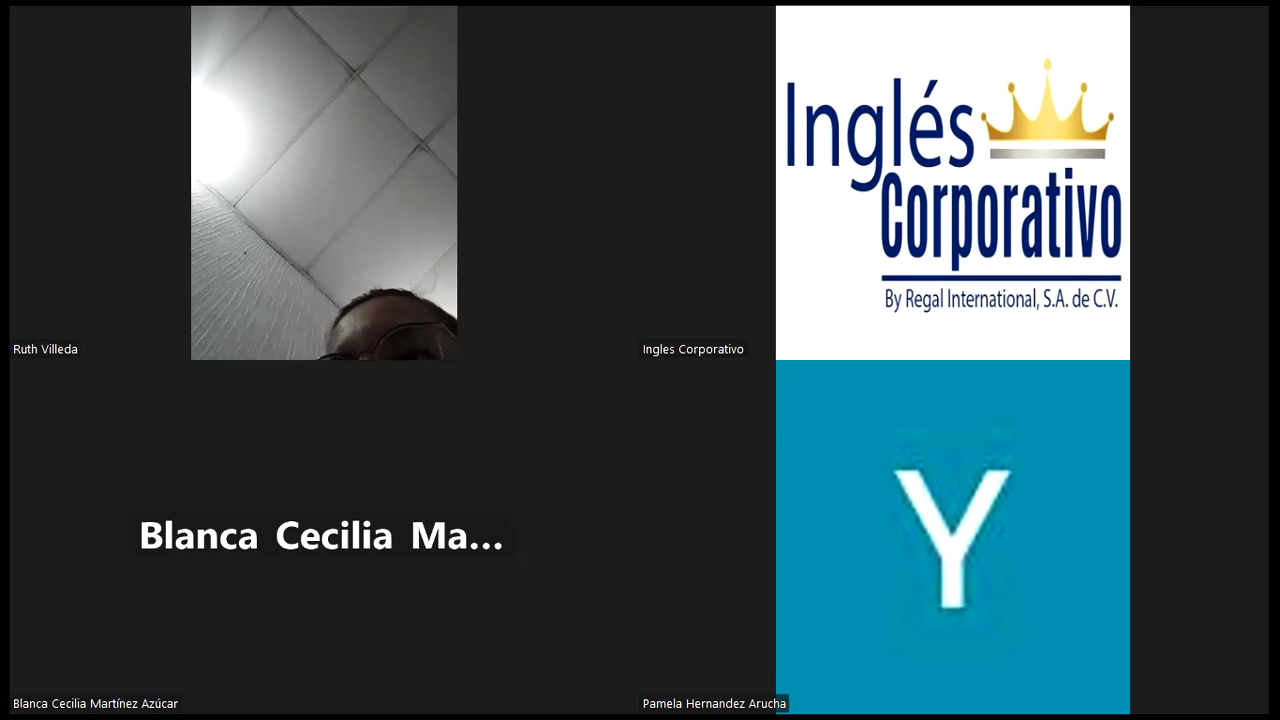 Inglés
Corporativo
By Regal International, S.A. de C.V.
Ruth Villeda
Ingles Corporativo
Blanca Cecilia Ma...
Y
Blanca Cecilia Martínez Azúcar
Pamela Hernandez Arucha